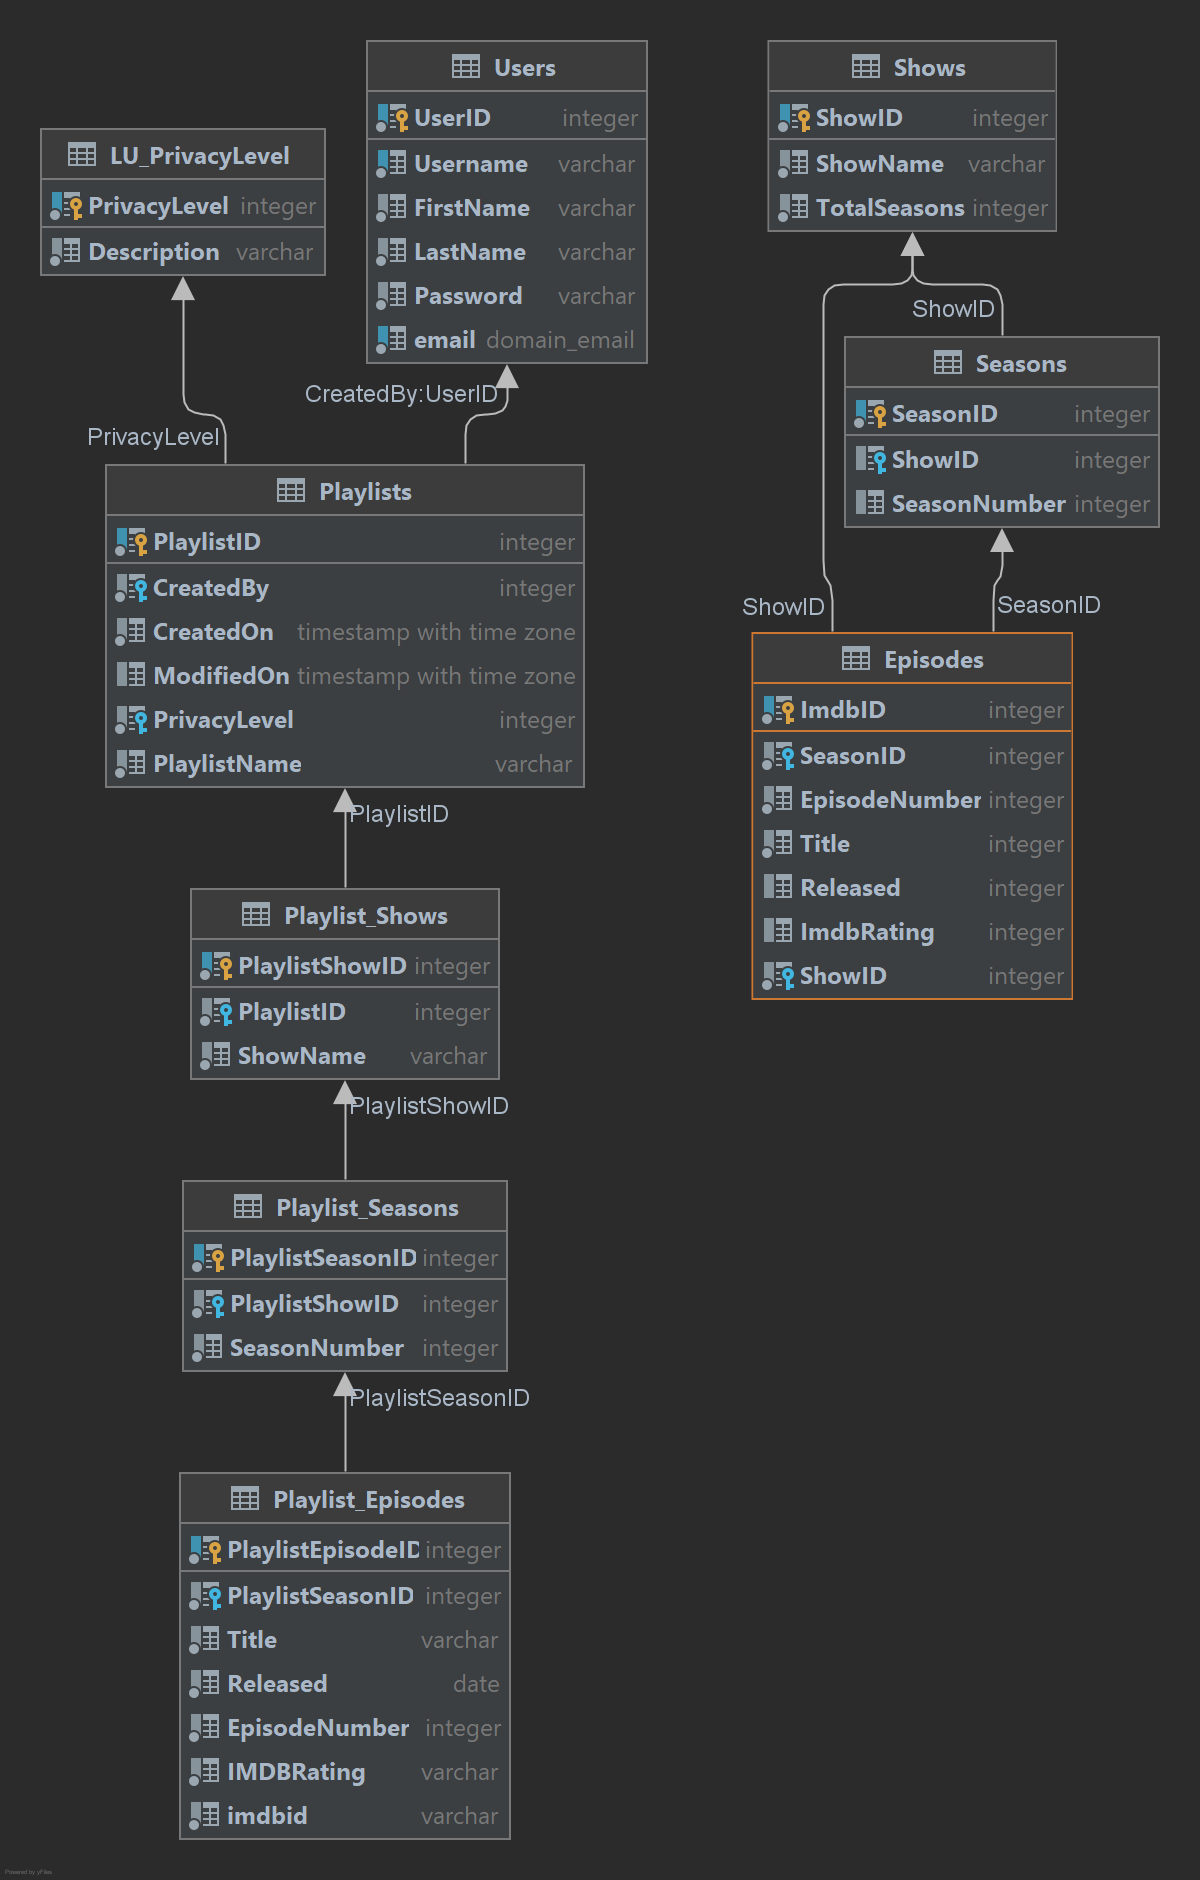 Users
UserID integer
Username varchar
FirstName varchar
LastName varchar
Password varchar
email domain_email
Shows
ShowID integer
ShowName varchar
TotalSeasons integer
LU_PrivacyLevel
PrivacyLevel integer
Description varchar
ShowID
Seasons
SeasonID integer
ShowID integer
SeasonNumber integer
CreatedBy:UserID
PrivacyLevel
Playlists
PlaylistID integer
CreatedBy integer
CreatedOn timestamp with time zone
ModifiedOn timestamp with time zone
PrivacyLevel integer
PlaylistName varchar
ShowID
SeasonID
Episodes
ImdbID integer
SeasonID integer
EpisodeNumber integer
Title integer
Released integer
ImdbRating integer
ShowID integer
PlaylistID
Playlist_Shows
PlaylistShowID integer
PlaylistID integer
ShowName varchar
PlaylistShowID
Playlist_Seasons
PlaylistSeasonID integer
PlaylistShowID integer
SeasonNumber integer
PlaylistSeasonID
Playlist_Episodes
PlaylistEpisodeID integer
PlaylistSeasonID integer
Title varchar
Released date
EpisodeNumber integer
IMDBRating varchar
imdbid varchar
Powered by yFiles